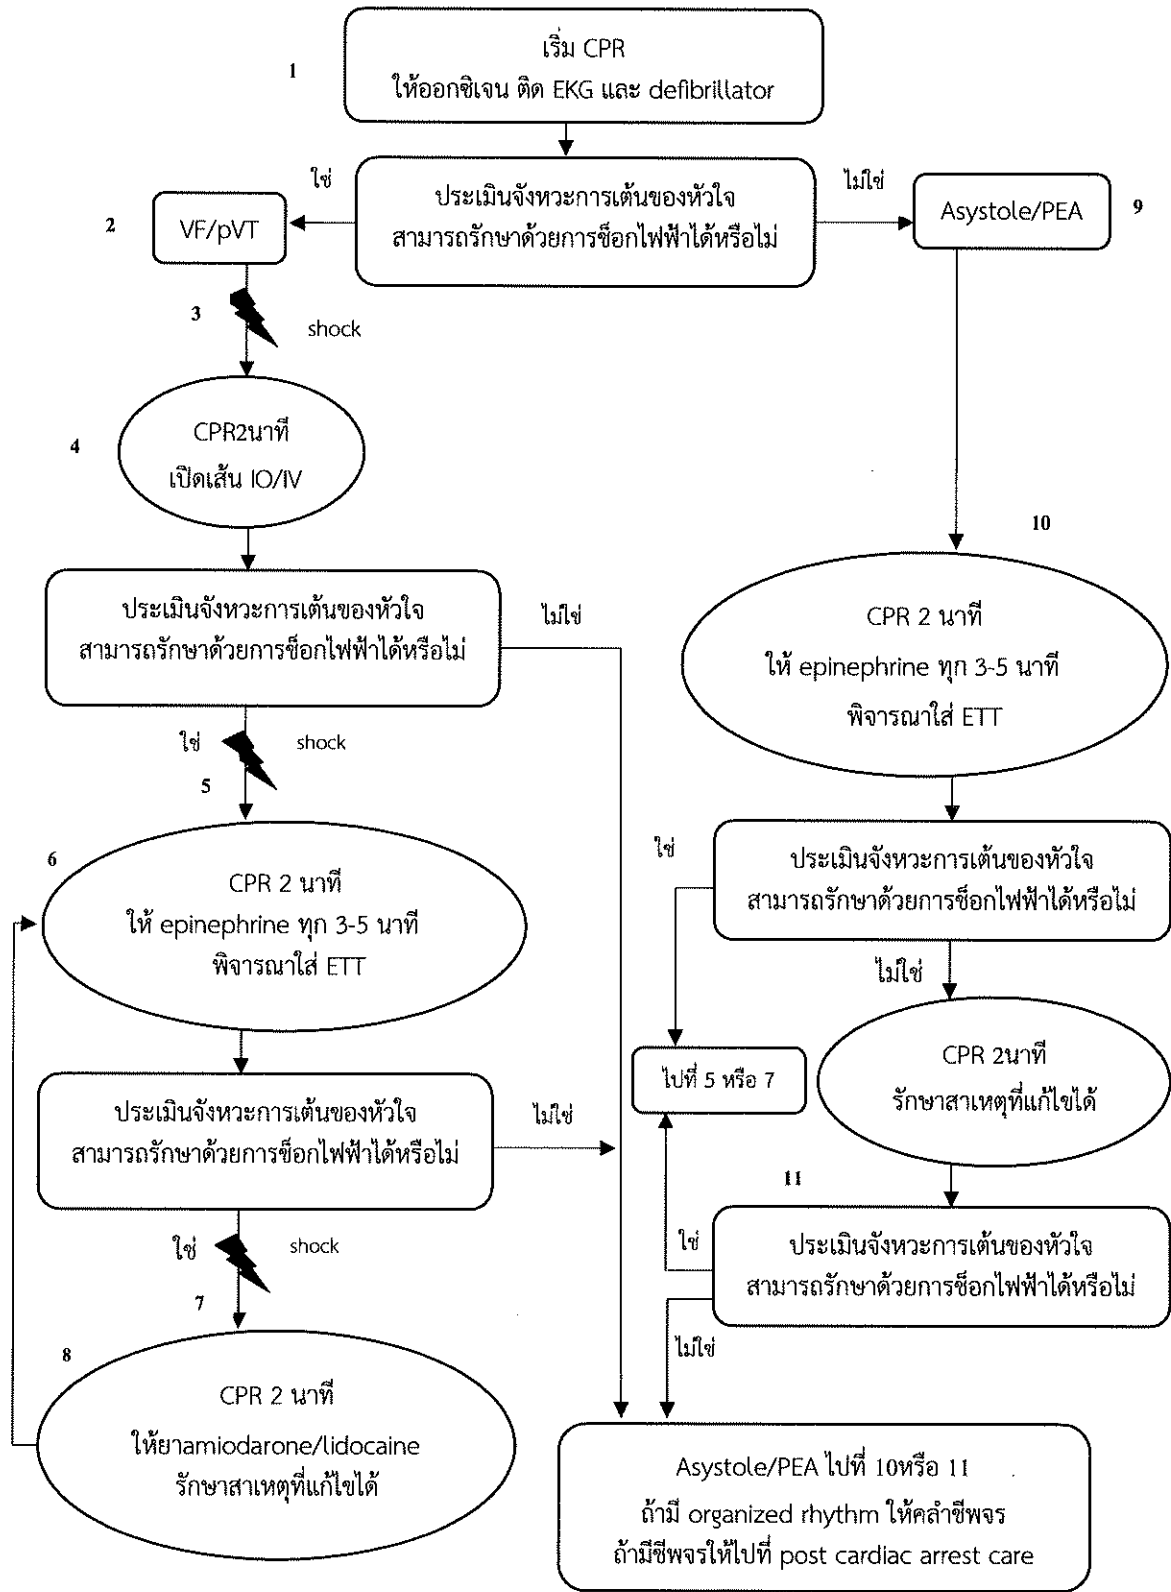 1
เริ่ม CPR
ให้ออกซิเจน ติด EKG และ defibrillator
ใช่
ประเมินจังหวะการเต้นของหัวใจ
สามารถรักษาด้วยการช็อกไฟฟ้าได้หรือไม่
ไม่ใช่
2
VF/pVT
Asystole/PEA
9
3
shock
4
CPR2นาที
เปิดเส้น IO/IV
ประเมินจังหวะการเต้นของหัวใจ
สามารถรักษาด้วยการช็อกไฟฟ้าได้หรือไม่
ไม่ใช่
ใช่
shock
5
6
CPR 2 นาที
ให้ epinephrine ทุก 3-5 นาที
พิจารณาใส่ ETT
ประเมินจังหวะการเต้นของหัวใจ
สามารถรักษาด้วยการช็อกไฟฟ้าได้หรือไม่
ไม่ใช่
ใช่
shock
7
8
CPR 2 นาที
ให้ยาamiodarone/lidocaine
รักษาสาเหตุที่แก้ไขได้
10
CPR 2 นาที
ให้ epinephrine ทุก 3-5 นาที
พิจารณาใส่ ETT
ใช่
ประเมินจังหวะการเต้นของหัวใจ
สามารถรักษาด้วยการช็อกไฟฟ้าได้หรือไม่
ไม่ใช่
ไปที่ 5 หรือ 7
CPR 2นาที
รักษาสาเหตุที่แก้ไขได้
11
ใช่
ประเมินจังหวะการเต้นของหัวใจ
สามารถรักษาด้วยการช็อกไฟฟ้าได้หรือไม่
ไม่ใช่
Asystole/PEA ไปที่ 10หรือ 11
ถ้ามี organized rhythm ให้คลำชีพจร
ถ้ามีชีพจรให้ไปที่ post cardiac arrest care